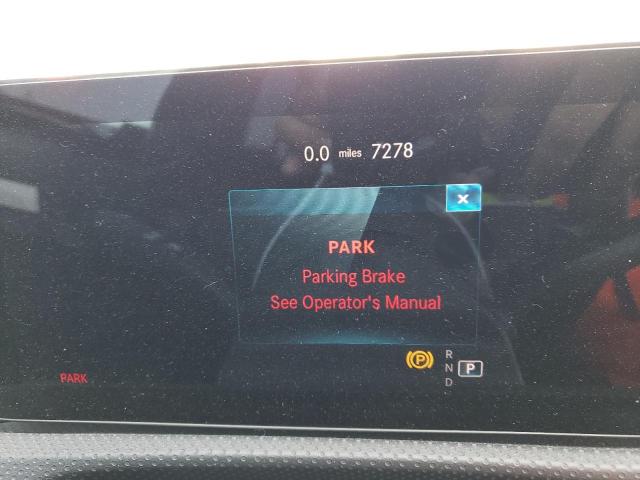 0.0 miles 7278
x
PARK
Parking Brake
See Operator's Manual
P
R
N P
D
PARK